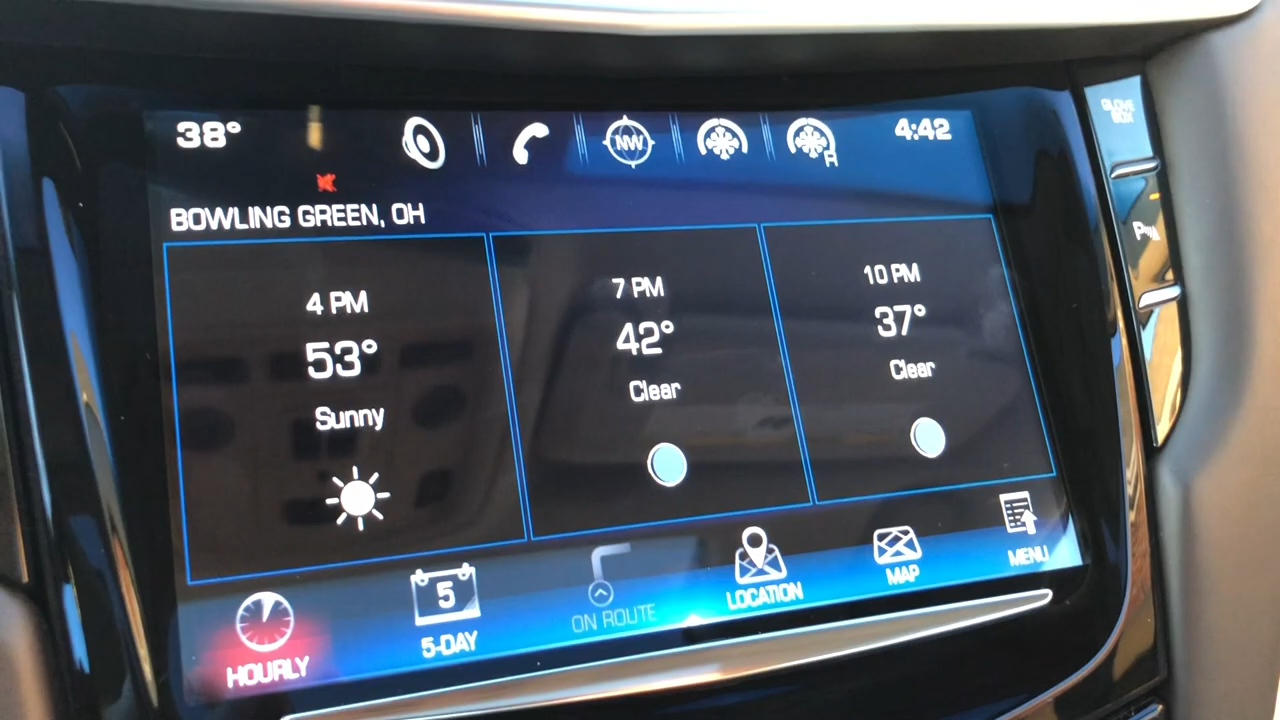 38°
NW
R
4:42
GLOVE
BOX
BOWLING GREEN, OH
4 PM
53°
Sunny
7 PM
42°
Clear
10 PM
37°
Clear
HOURLY
5
5-DAY
ON ROUTE
LOCATION
MAP
MENU